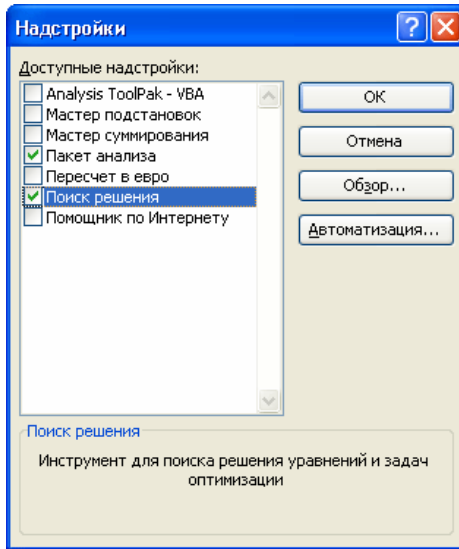 Надстройки
Доступные надстройки:
Analysis ToolPak - VBA
Мастер подстановок
Мастер суммирования
Пакет анализа
Пересчет в евро
Поиск решения
Помощник по Интернету
ОК
Отмена
Обзор...
Автоматизация...
Поиск решения
Инструмент для поиска решения уравнений и задач
оптимизации